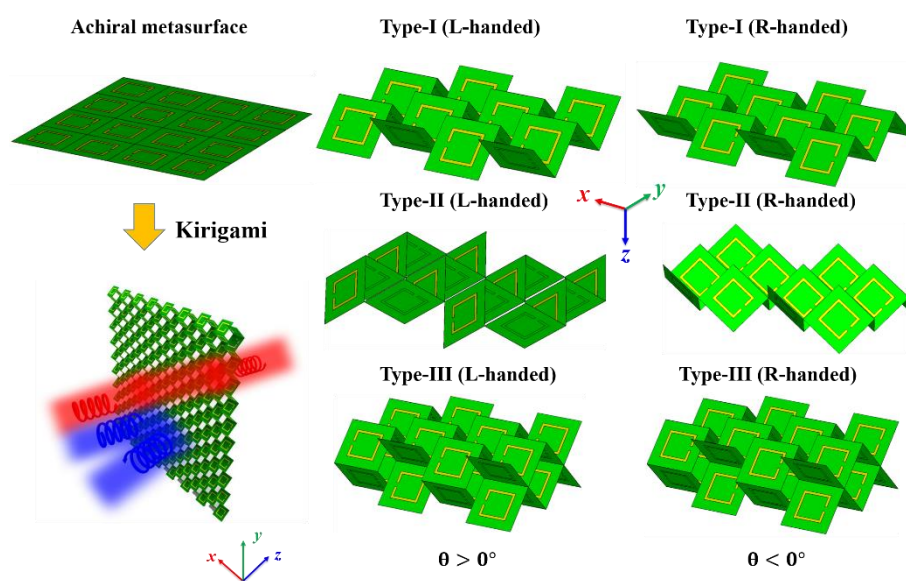 Achiral metasurface
Type-I (L-handed)
Type-I (R-handed)
Kirigami
Type-II (L-handed)
x
y
z
Type-II (R-handed)
Type-III (L-handed)
Type-III (R-handed)
x
y
z
θ > 0°
θ < 0°